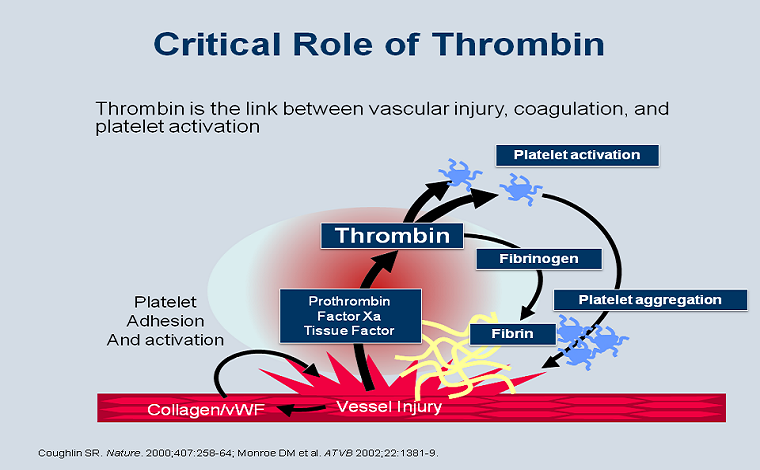 Critical Role of Thrombin
Thrombin is the link between vascular injury, coagulation, and
platelet activation
Platelet activation
Thrombin
Fibrinogen
Platelet aggregation
Prothrombin
Factor Xa
Tissue Factor
Platelet
Adhesion
And activation
Fibrin
Collagen/vWF
Vessel Injury
Coughlin SR. Nature. 2000;407:258-64; Monroe DM et al. ATVB 2002;22:1381-9.